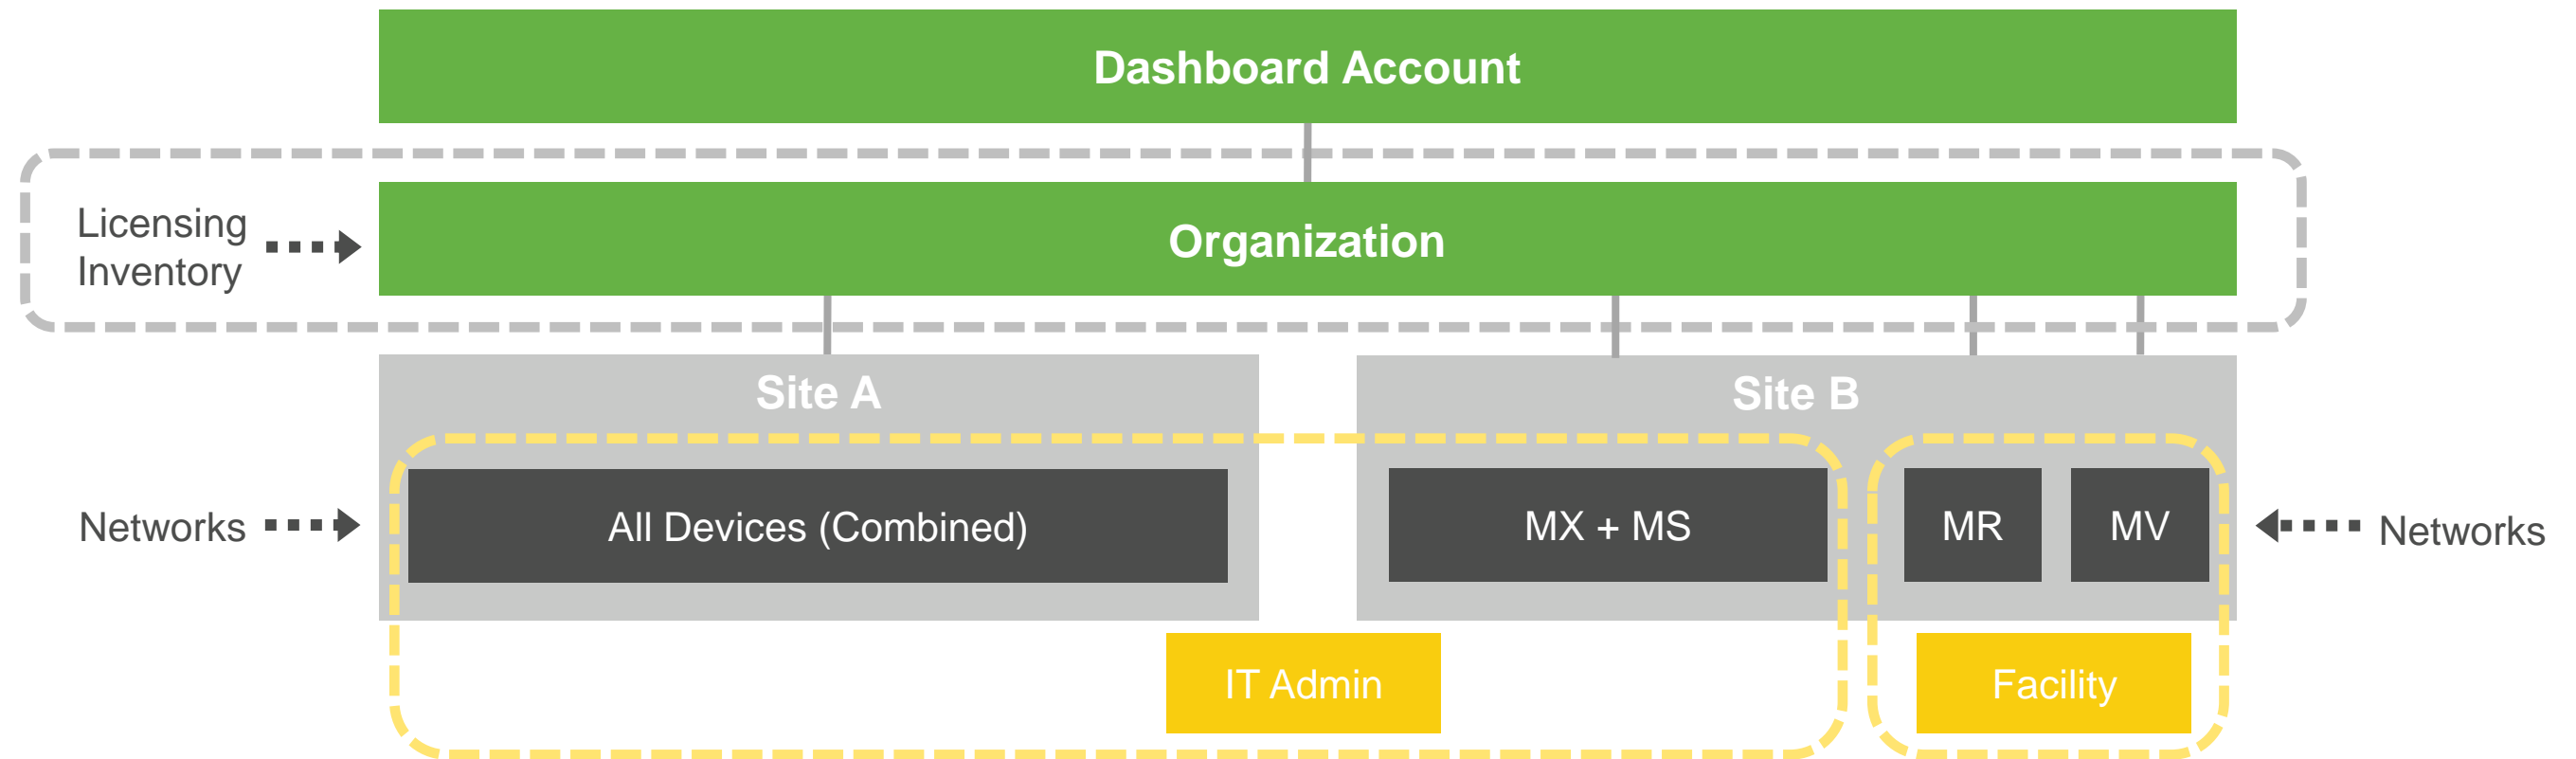 Dashboard Account
Licensing
Inventory
Organization
Site A
Site B
Networks
All Devices (Combined)
MX + MS
MR
MV
Networks
IT Admin
Facility